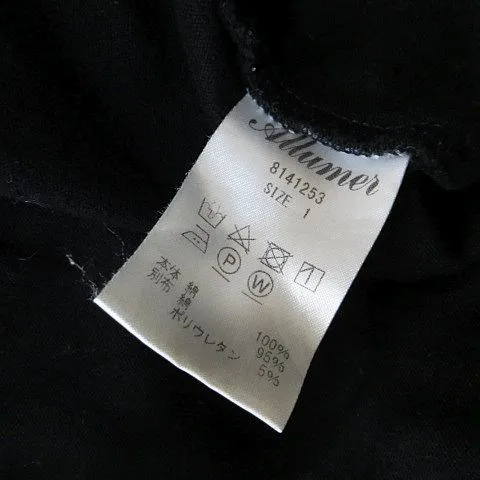 Allumer
8141253
SIZE 1
P
W
本体 綿 100%
別布 綿 95%
ポリウレタン 5%